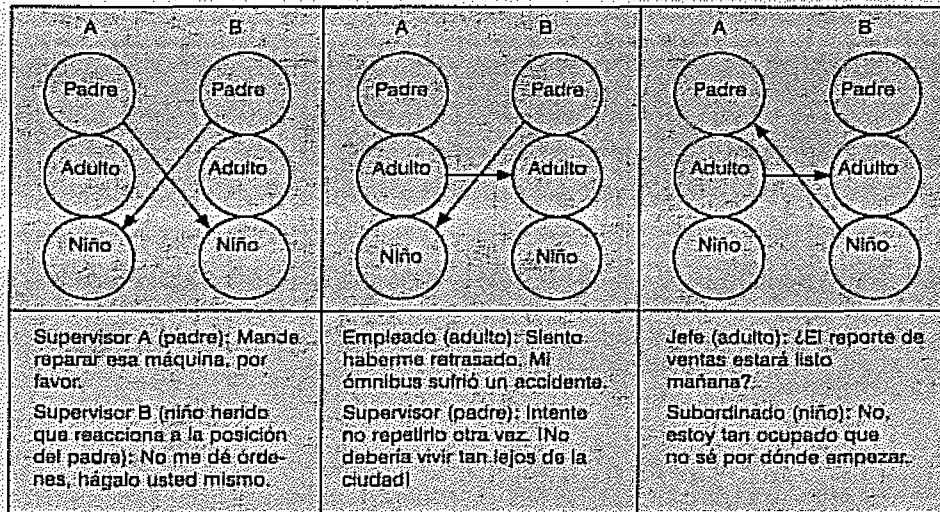 A B
Padre Padre
Adulto Adulto
Niño Niño
Supervisor A (padre): Mande
reparar esa máquina, por
favor.
Supervisor B (niño herido
que reacciona a la posición
del padre): No me dé órde-
nes, hágalo usted mismo.
A B
Padre Padre
Adulto Adulto
Niño Niño
Empleado (adulto): Siento
haberme retrasado. Mi
ómnibus sufrió un accidente.
Supervisor (padre): Intente
no repetirlo otra vez. ¡No
debería vivir tan lejos de la
ciudad!
A B
Padre Padre
Adulto Adulto
Niño Niño
Jefe (adulto): ¿El reporte de
ventas estará listo
mañana?
Subordinado (niño): No,
estoy tan ocupado que
no sé por dónde empezar.